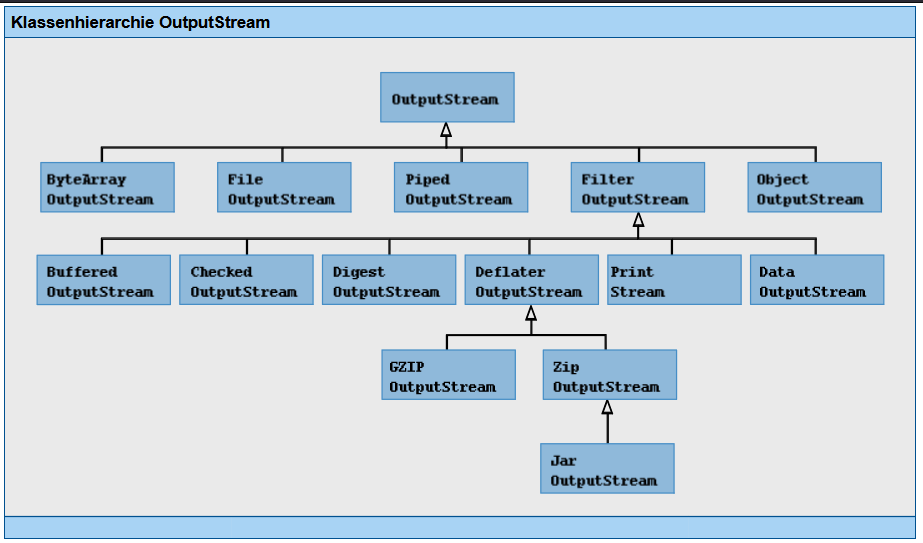 Klassenhierarchie OutputStream
OutputStream
ByteArray
OutputStream
File
OutputStream
Piped
OutputStream
Filter
OutputStream
Object
OutputStream
Buffered
OutputStream
Checked
OutputStream
Digest
OutputStream
Deflater
OutputStream
Print
Stream
Data
OutputStream
GZIP
OutputStream
Zip
OutputStream
Jar
OutputStream